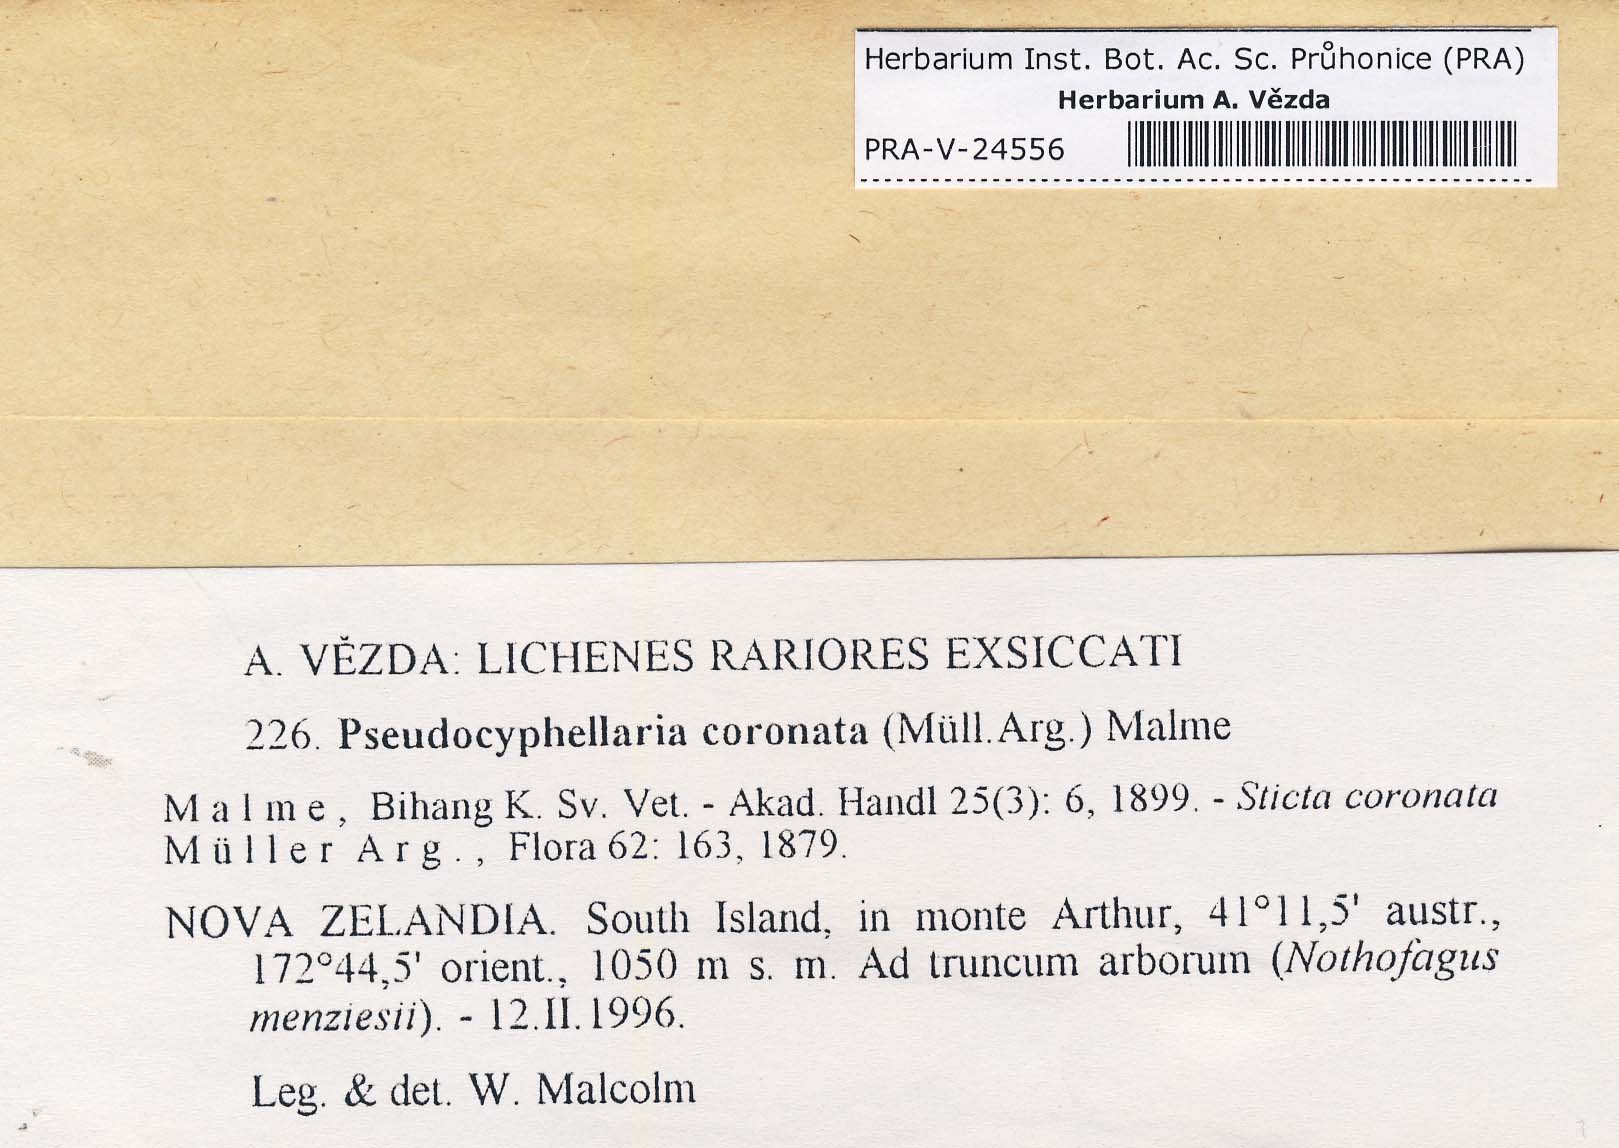 Herbarium Inst. Bot. Ac. Sc. Průhonice (PRA)
Herbarium A. Vězda
PRA-V-24556
A. VĚZDA: LICHENES RARIORES EXSICCATI
226. Pseudocyphellaria coronata (Müll.Arg.) Malme
Malme, Bihang K. Sv. Vet. - Akad. Handl 25(3): 6, 1899. - Sticta coronata
Müller Arg., Flora 62: 163, 1879.
NOVA ZELANDIA. South Island, in monte Arthur, 41°11,5' austr.,
172°44,5' orient., 1050 m s. m. Ad truncum arborum (Nothofagus
menziesii). - 12.II.1996.
Leg. & det. W. Malcolm